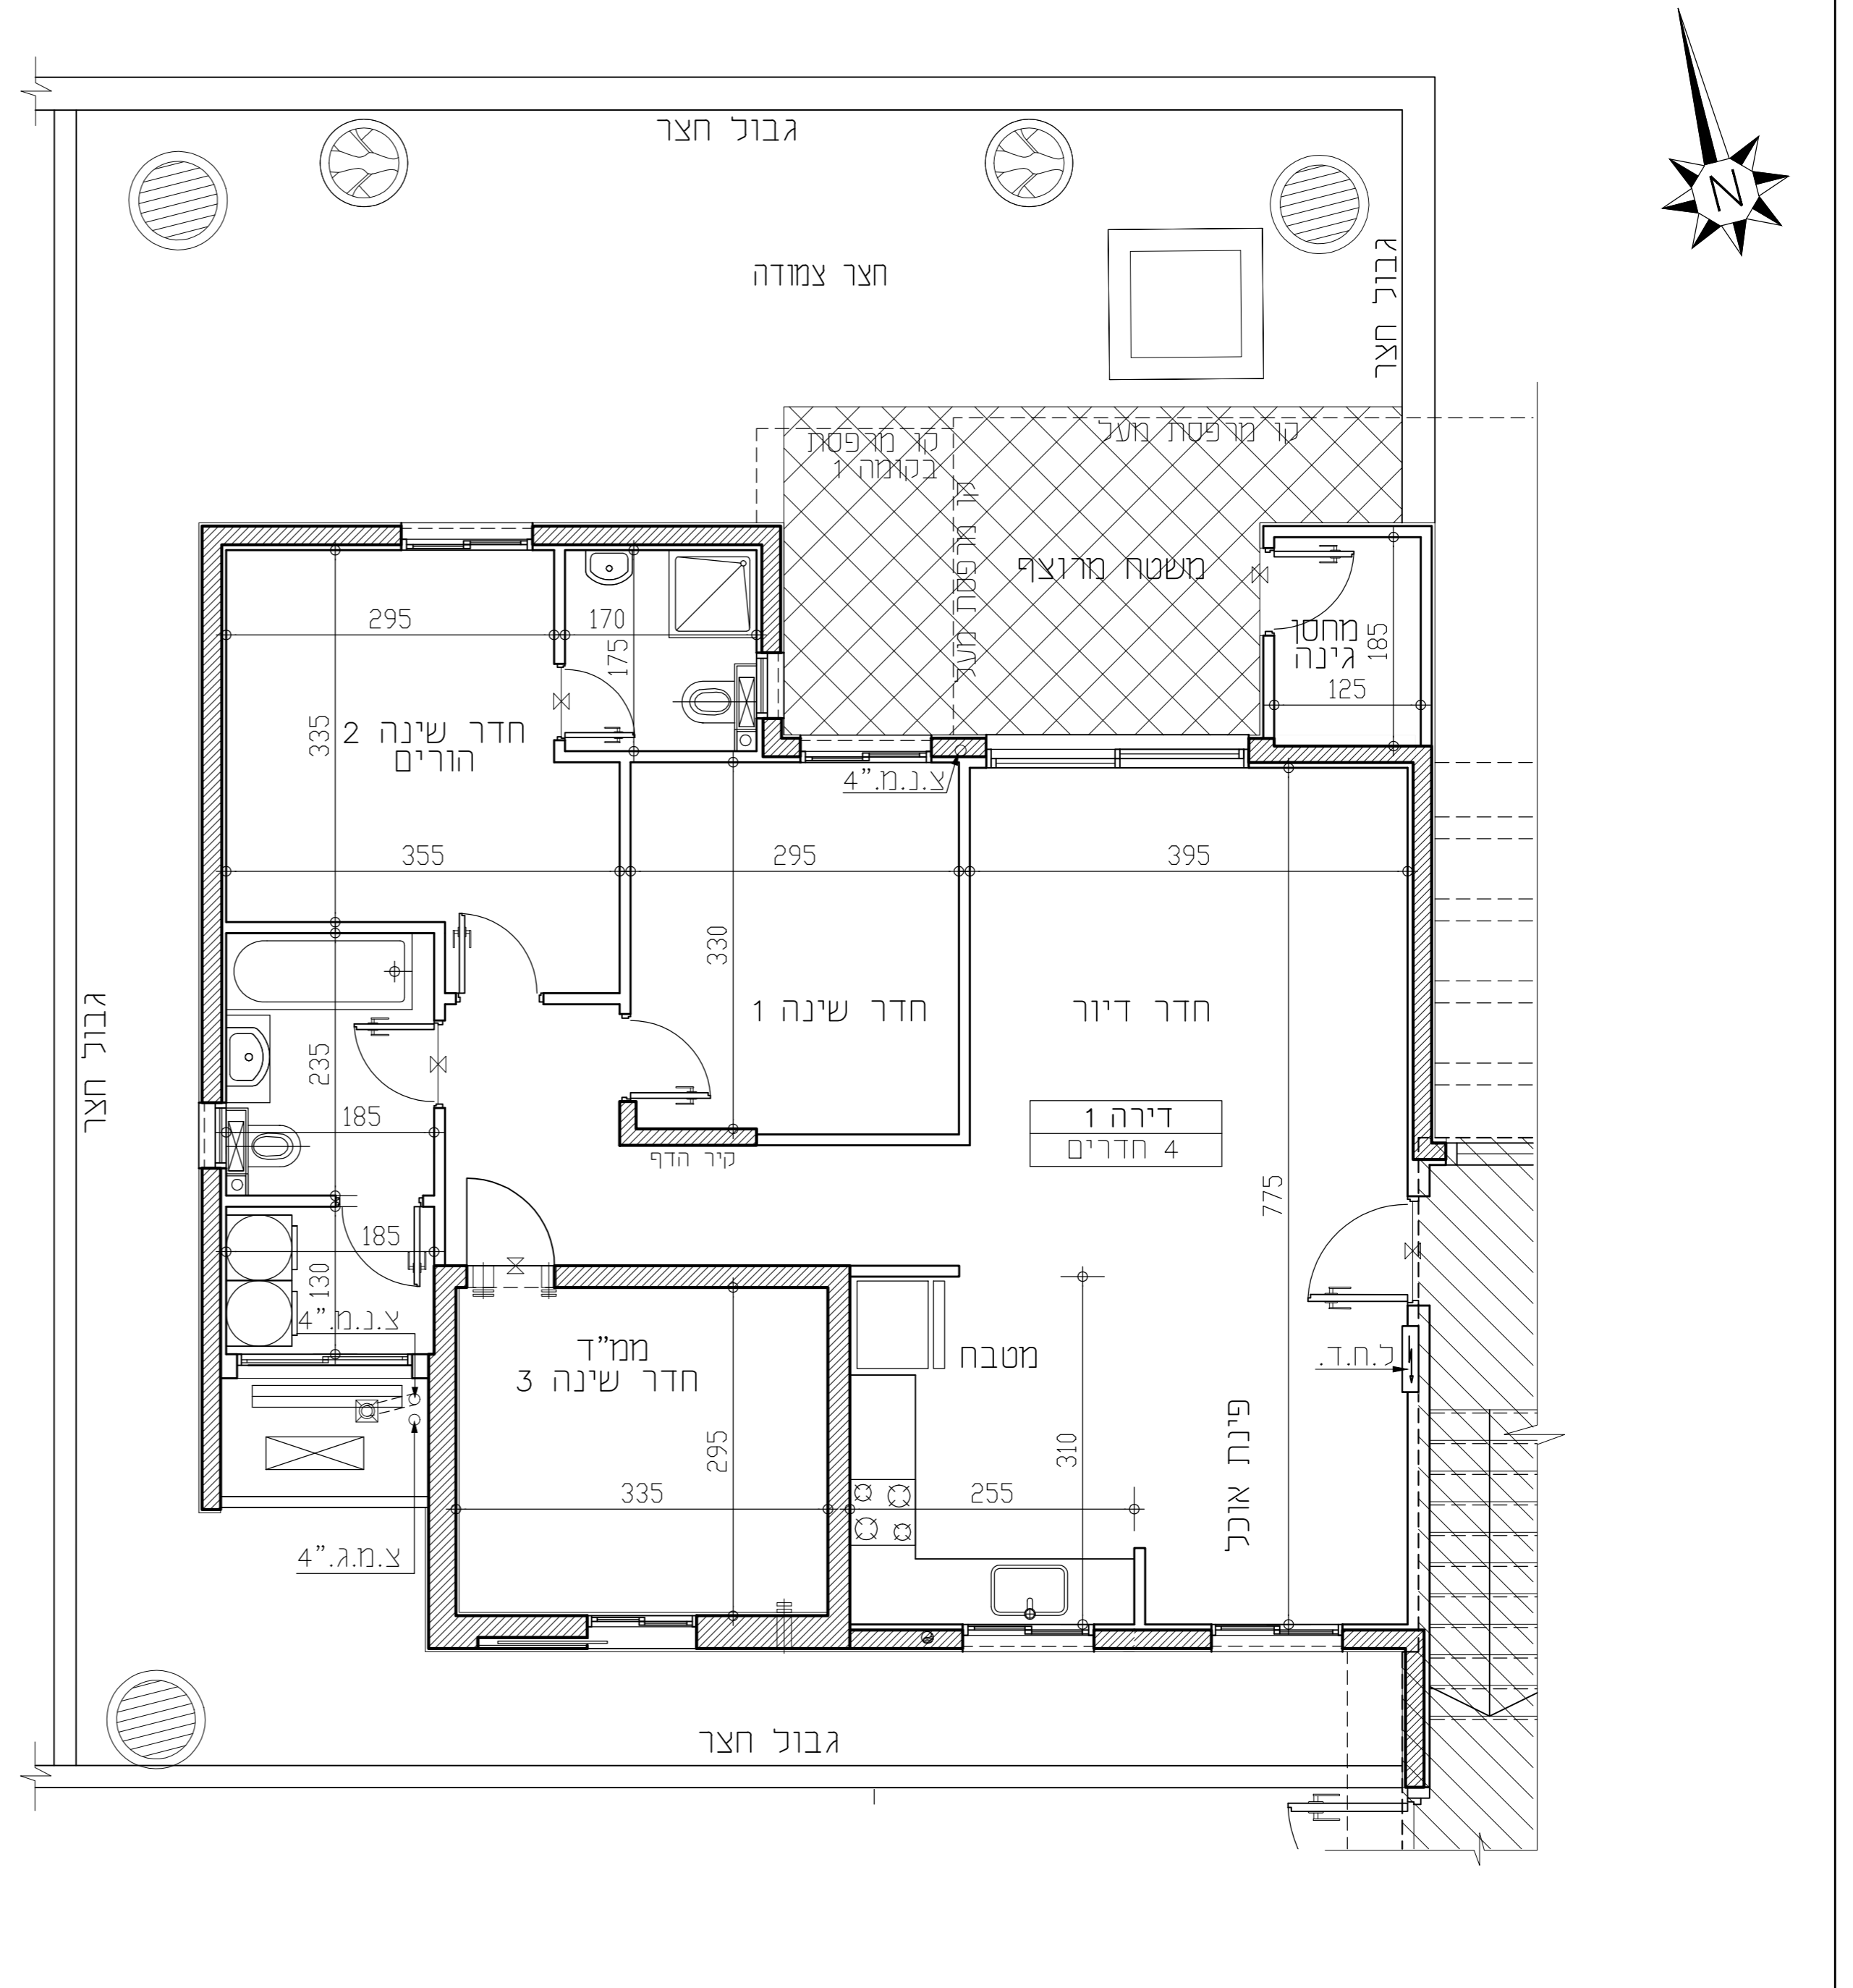 גבול חצר
N
חצר צמודה
גבול חצר
קו מרפסת מעל
קו מרפסת
בקומה 1
קו מרפסת מעל
משטח מרוצף
מחסן
גינה
185
125
295
170
175
335
חדר שינה 2
הורים
צ.נ.מ."4
355
295
395
330
חדר שינה 1
חדר דיור
גבול חצר
235
185
דירה 1
4 חדרים
קיר הדף
775
185
130
צ.נ.מ."4
ממ"ד
חדר שינה 3
מטבח
ל.ח.ד.
פינת אוכל
295
310
335
255
צ.מ.ג."4
גבול חצר